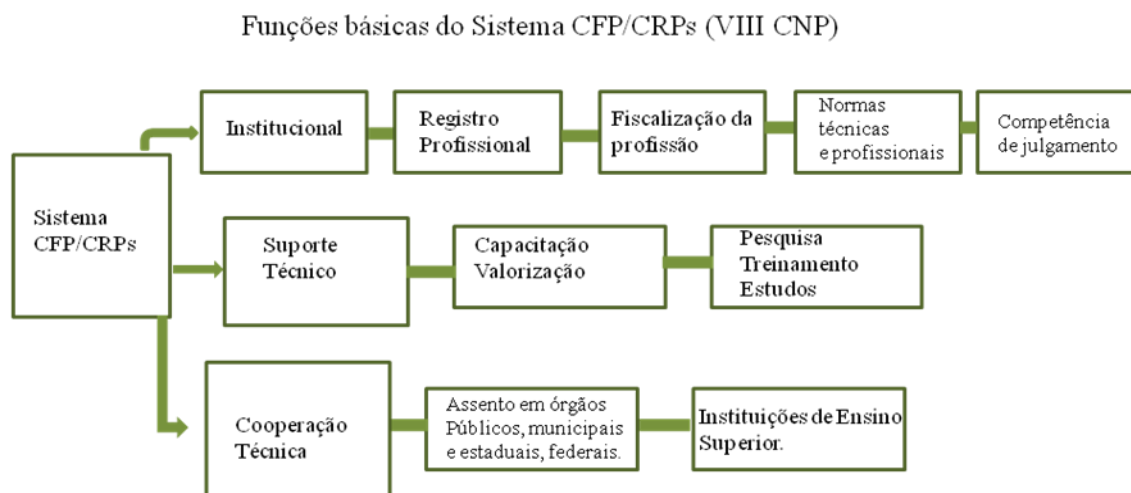 Funções básicas do Sistema CFP/CRPs (VIII CNP)
Sistema
CFP/CRPs
Institucional
Registro
Profissional
Fiscalização da
profissão
Normas
técnicas
e profissionais
Competência
de julgamento
Suporte
Técnico
Capacitação
Valorização
Pesquisa
Treinamento
Estudos
Cooperação
Técnica
Assento em órgãos
Públicos, municipais
e estaduais, federais.
Instituições de Ensino
Superior.